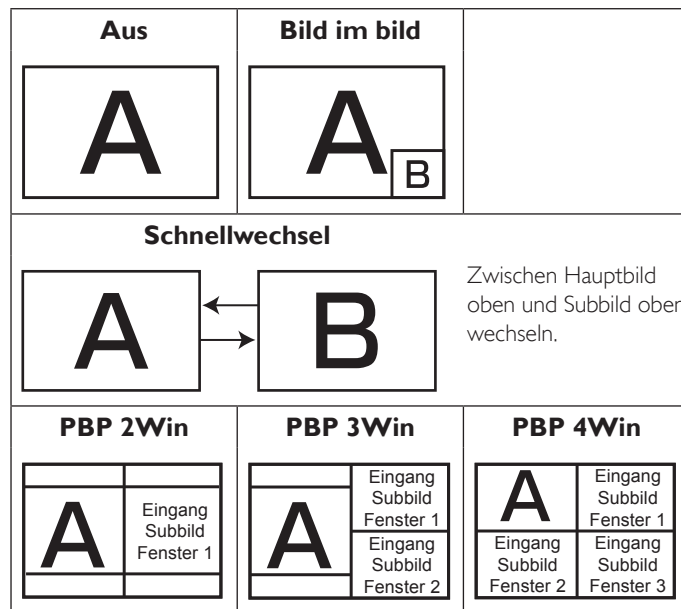 Aus
Bild im bild
A
A
B
Schnellwechsel
A
B
Zwischen Hauptbild
oben und Subbild ober
wechseln.
PBP 2Win
PBP 3Win
PBP 4Win
A
Eingang
Subbild
Fenster 1
A
Eingang
Subbild
Fenster 1
Eingang
Subbild
Fenster 2
A
Eingang
Subbild
Fenster 1
Eingang
Subbild
Fenster 2
Eingang
Subbild
Fenster 3